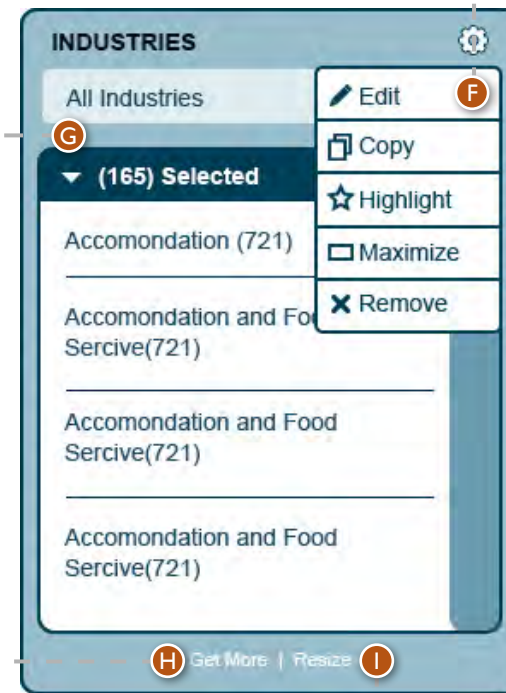 INDUSTRIES
All Industries
Edit
F
G
Copy
(165) Selected
Highlight
Accomondation (721)
Maximize
Remove
Accomondation and Fo
Sercive(721)
Accomondation and Food
Sercive(721)
Accomondation and Food
Sercive(721)
H Get More | Resize I